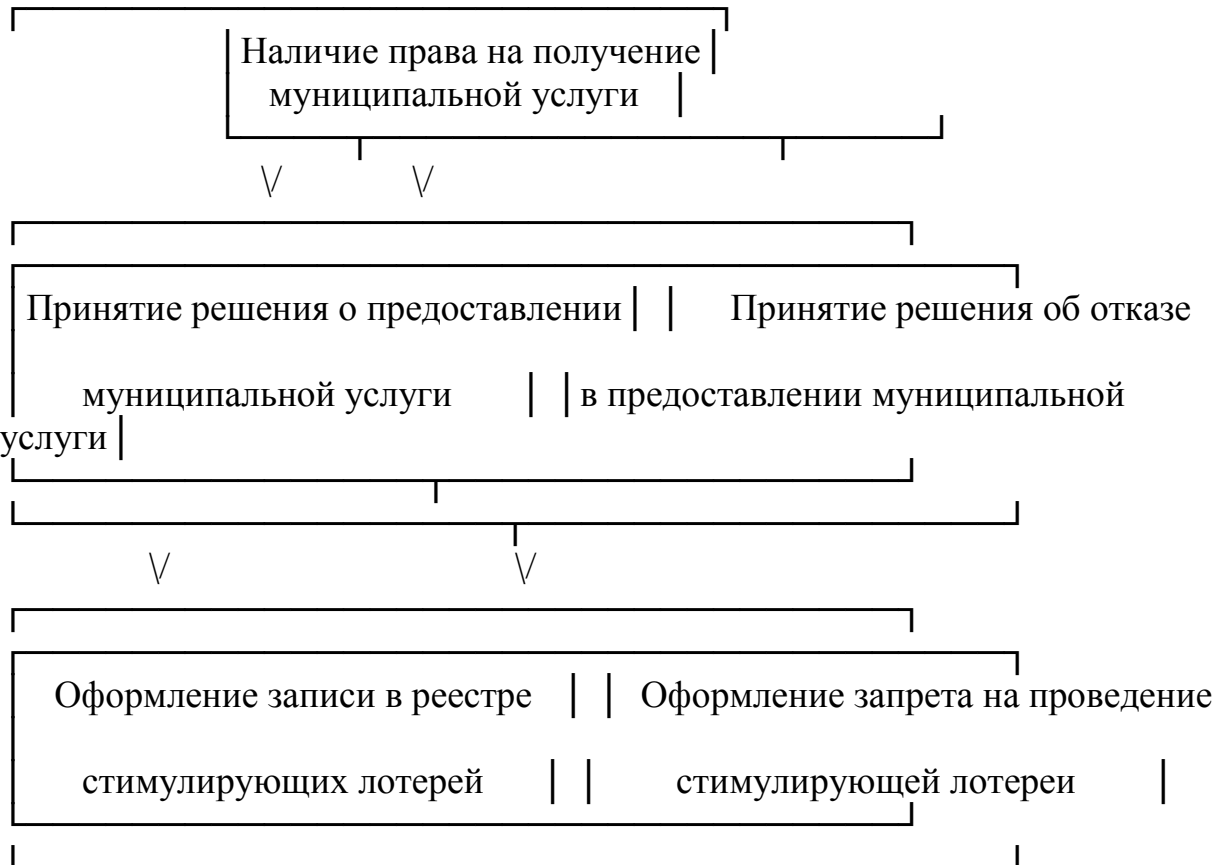 Наличие права на получение
муниципальной услуги
Принятие решения о предоставлении | | Принятие решения об отказе
муниципальной услуги | | в предоставлении муниципальной
услуги |
Оформление записи в реестре | | Оформление запрета на проведение
стимулирующих лотерей | | стимулирующей лотереи |